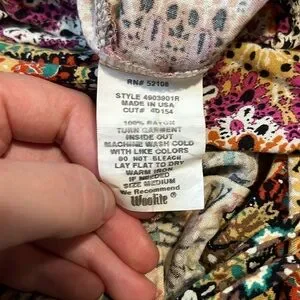 RN# 52108
STYLE 4903901R
MADE IN USA
CUT# 4D154
100% RAYON
TURN GARMENT
INSIDE OUT
MACHINE WASH COLD
WITH LIKE COLORS
DO NOT BLEACH
LAY FLAT TO DRY
WARM IRON
IF NEEDED
SIZE MEDIUM
We Recommend
Woolite®